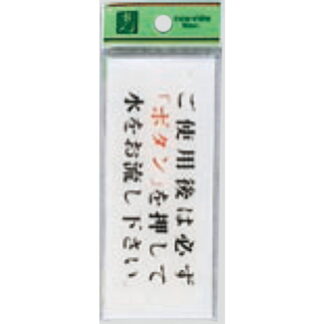 ご使用後は必ず
「ボタン」を押して
水をお流し下さい。